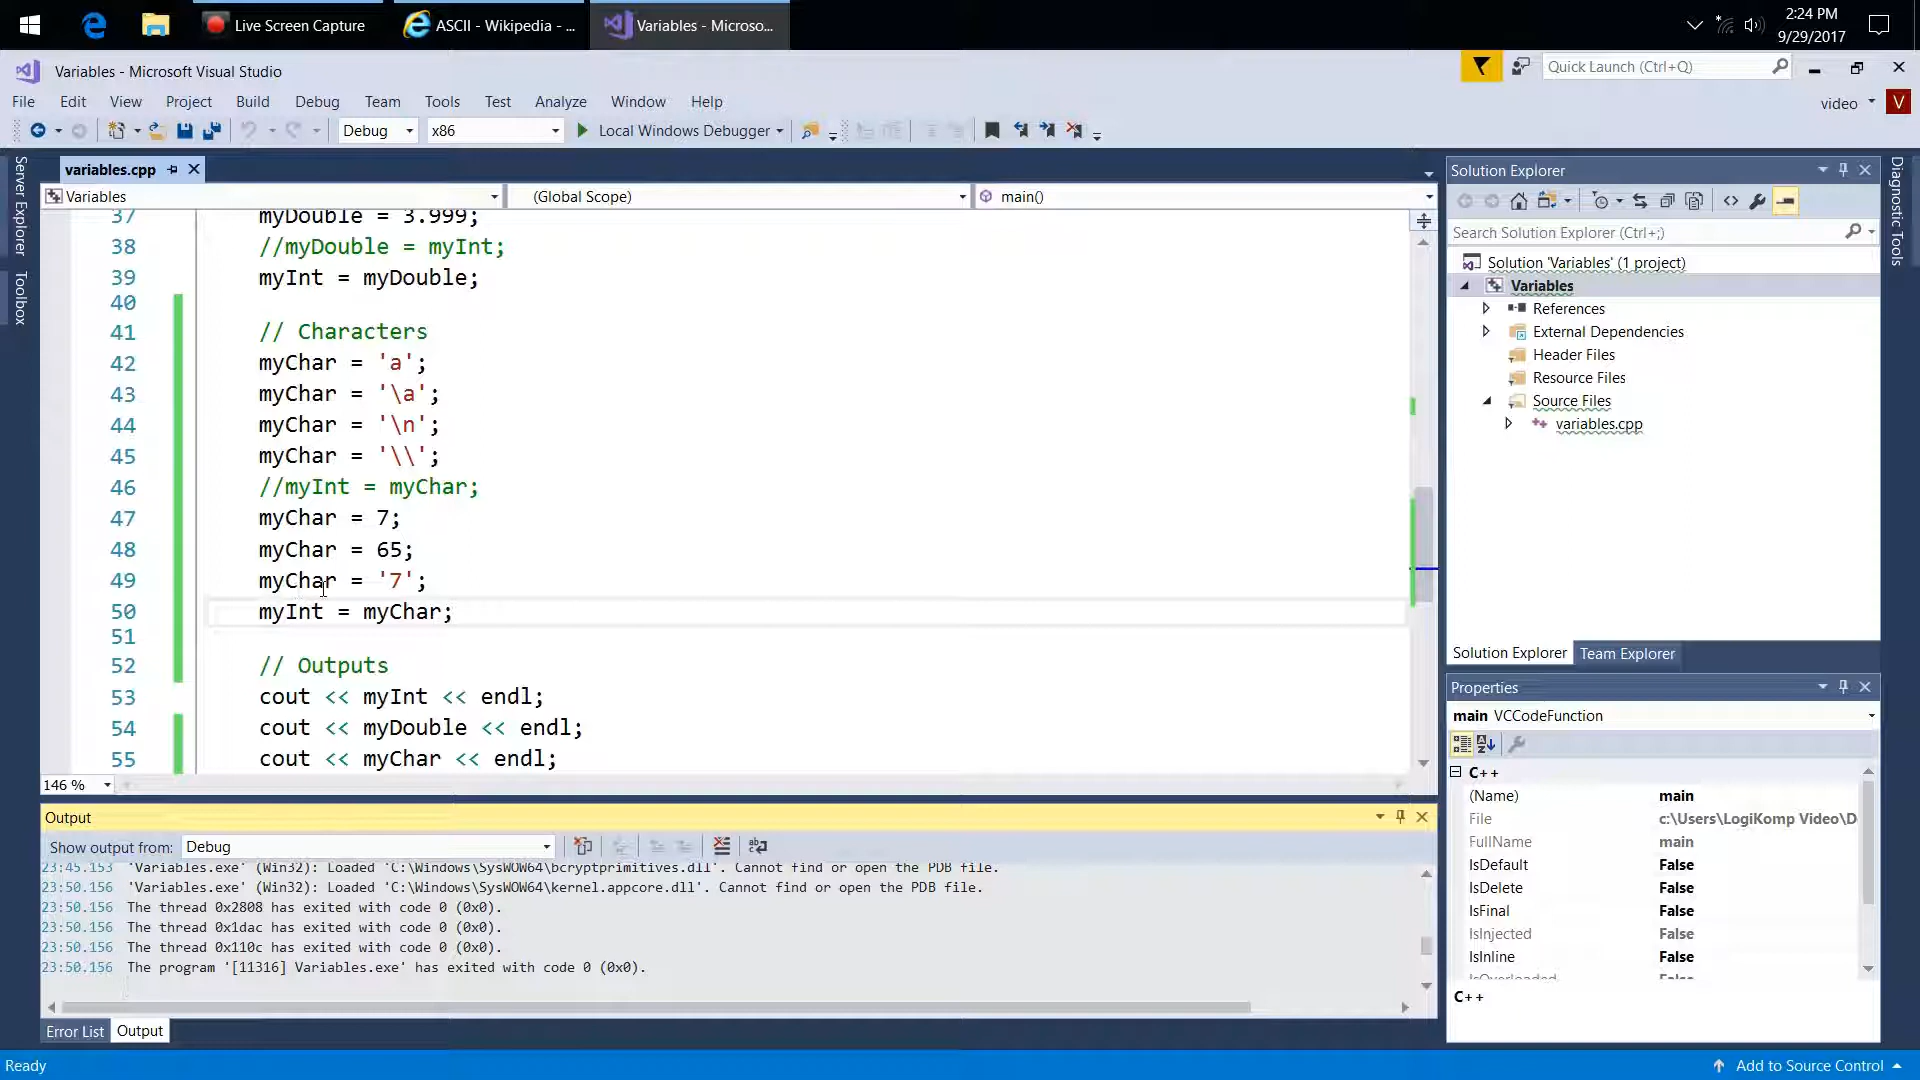 Live Screen Capture
ASCII - Wikipedia - ...
Variables - Microso...
2:24 PM
9/29/2017
Variables - Microsoft Visual Studio
Quick Launch (Ctrl+Q)
File Edit View Project Build Debug Team Tools Test Analyze Window Help
video V
Debug x86 Local Windows Debugger
Server Explorer
Toolbox
variables.cpp
Variables (Global Scope) main()
37 myDouble = 3.999;
38 //myDouble = myInt;
39 myInt = myDouble;
40
41 // Characters
42 myChar = 'a';
43 myChar = '\a';
44 myChar = '\n';
45 myChar = '\\';
46 //myInt = myChar;
47 myChar = 7;
48 myChar = 65;
49 myChar = '7';
50 myInt = myChar;
51
52 // Outputs
53 cout << myInt << endl;
54 cout << myDouble << endl;
55 cout << myChar << endl;
146 %
Output
Show output from: Debug
23:45.153 'Variables.exe' (Win32): Loaded 'C:\Windows\SysWOW64\bcryptprimitives.dll'. Cannot find or open the PDB file.
23:50.156 'Variables.exe' (Win32): Loaded 'C:\Windows\SysWOW64\kernel.appcore.dll'. Cannot find or open the PDB file.
23:50.156 The thread 0x2808 has exited with code 0 (0x0).
23:50.156 The thread 0x1dac has exited with code 0 (0x0).
23:50.156 The thread 0x110c has exited with code 0 (0x0).
23:50.156 The program '[11316] Variables.exe' has exited with code 0 (0x0).
Error List Output
Ready
Solution Explorer
Search Solution Explorer (Ctrl+;)
Solution 'Variables' (1 project)
Variables
References
External Dependencies
Header Files
Resource Files
Source Files
variables.cpp
Solution Explorer Team Explorer
Properties
main VCCodeFunction
C++
(Name) main
File c:\Users\LogiKomp Video\D
FullName main
IsDefault False
IsDelete False
IsFinal False
IsInjected False
IsInline False
IsOverloaded False
C++
Diagnostic Tools
Add to Source Control